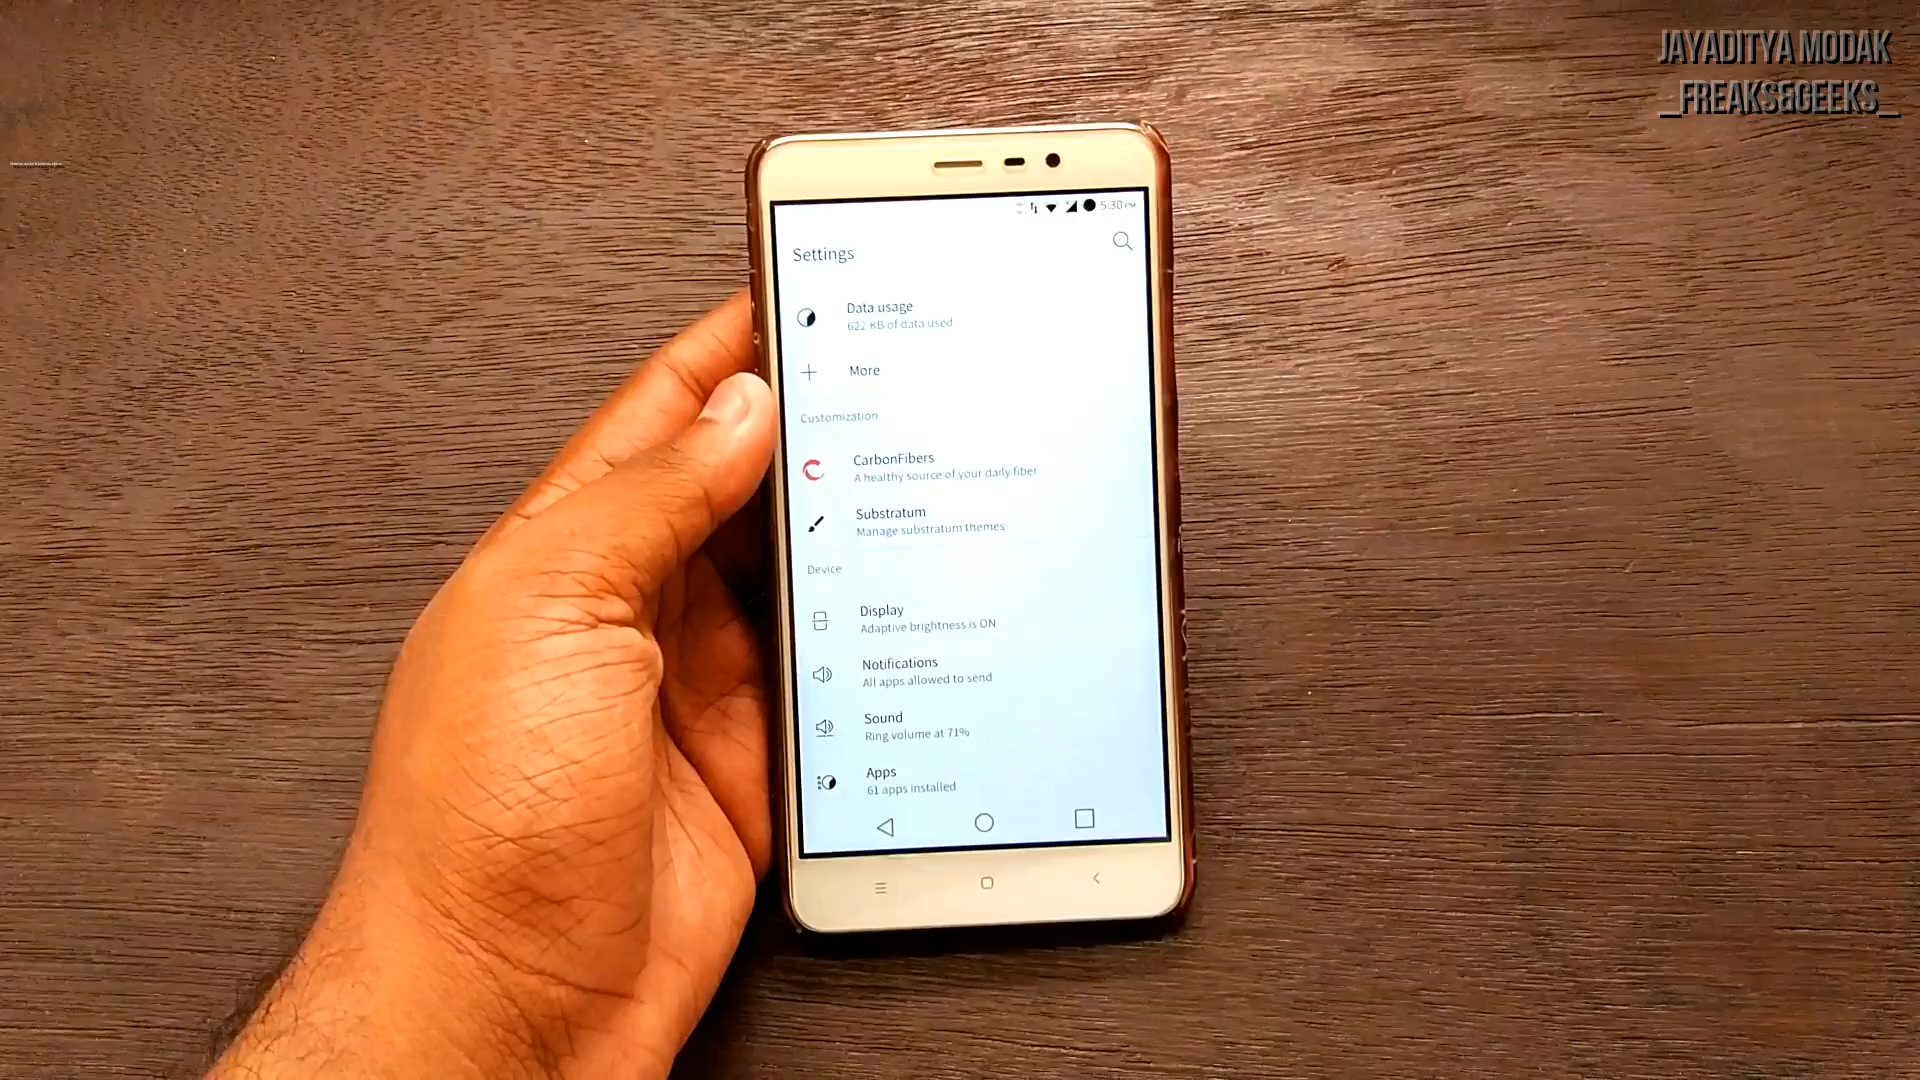 JAYADITYA MODAK
_FREAKS&GEEKS_
5:30 PM
Settings
Data usage
622 KB of data used
More
Customization
CarbonFibers
A healthy source of your daily fiber
Substratum
Manage substratum themes
Device
Display
Adaptive brightness is ON
Notifications
All apps allowed to send
Sound
Ring volume at 71%
Apps
61 apps installed